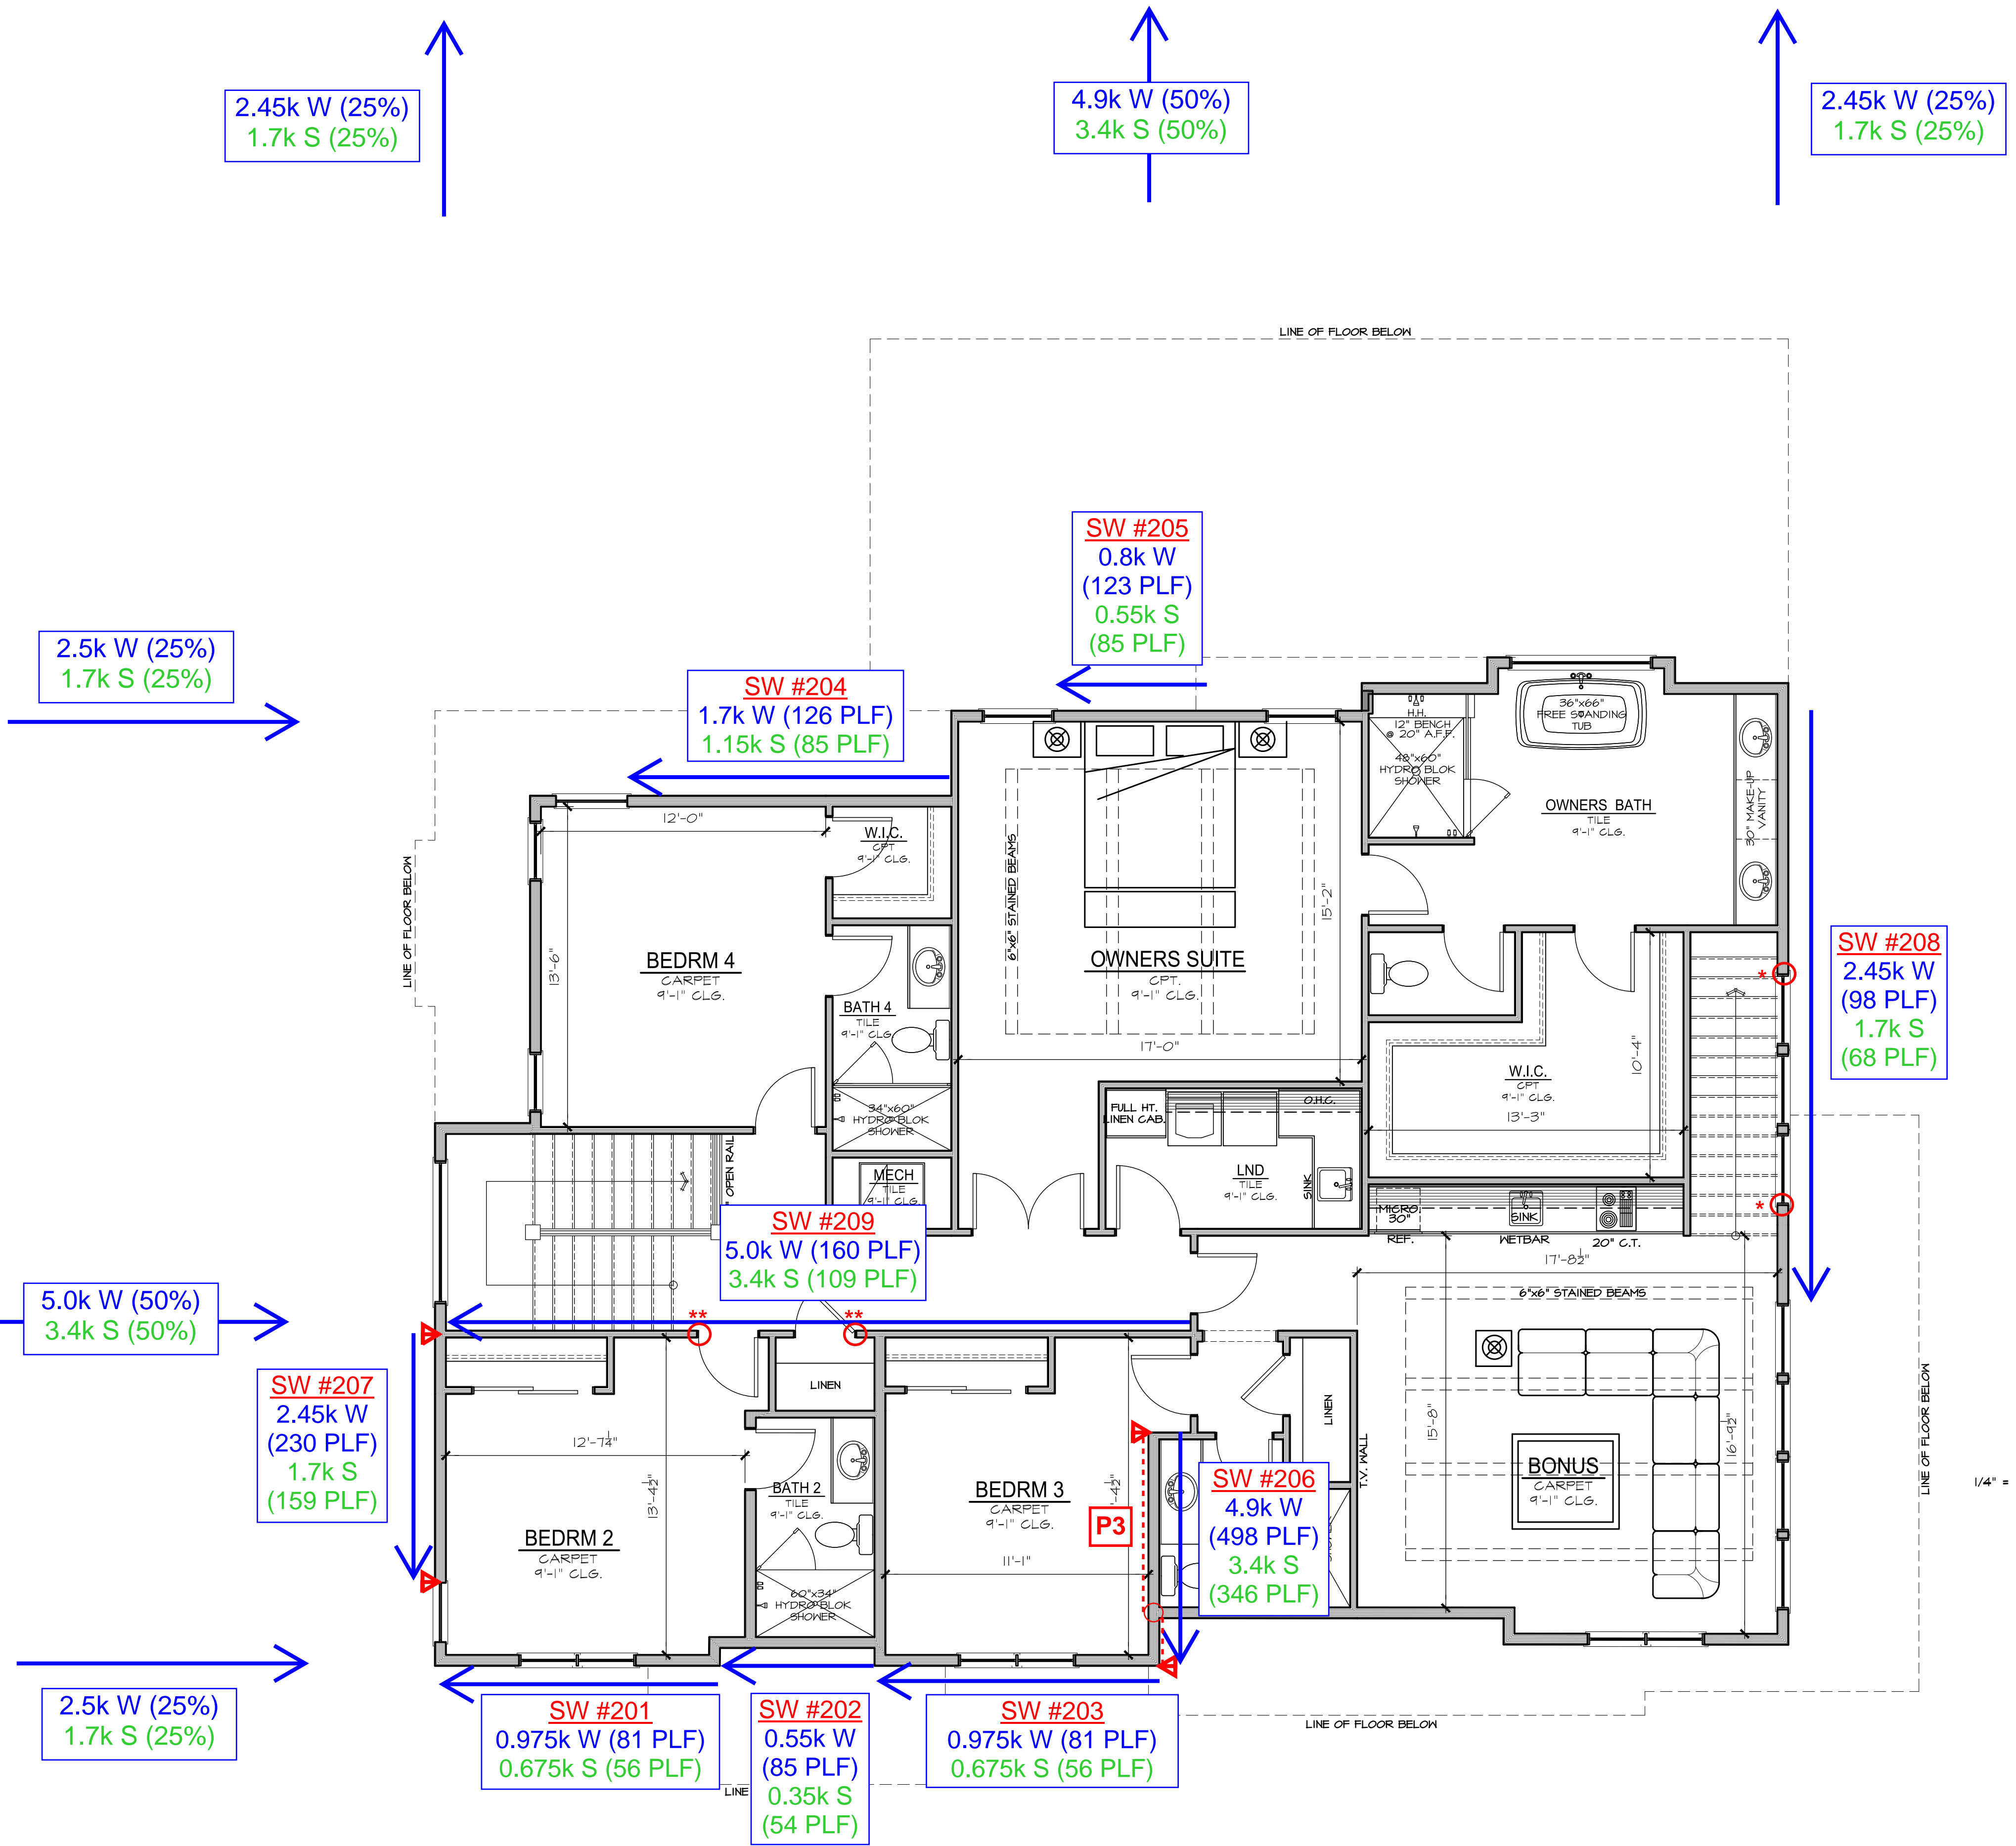 2.45k W (25%)
1.7k S (25%)
4.9k W (50%)
3.4k S (50%)
2.45k W (25%)
1.7k S (25%)
LINE OF FLOOR BELOW
SW #205
0.8k W
(123 PLF)
0.55k S
(85 PLF)
2.5k W (25%)
1.7k S (25%)
SW #204
1.7k W (126 PLF)
1.15k S (85 PLF)
H.H.
12" BENCH
@ 20" A.F.F.
48"x60"
HYDRO BLOK
SHOWER
36"x66"
FREE STANDING
TUB
OWNERS BATH
TILE
9'-1" CLG.
30" MAKE-UP
VANITY
12'-0"
W.I.C.
CPT
9'-1" CLG.
LINE OF FLOOR BELOW
13'-6"
6"x6" STAINED BEAMS
15'-2"
BEDRM 4
CARPET
9'-1" CLG.
OWNERS SUITE
CPT.
9'-1" CLG.
BATH 4
TILE
9'-1" CLG
17'-0"
SW #208
2.45k W
(98 PLF)
1.7k S
(68 PLF)
*
W.I.C.
CPT
9'-1" CLG.
13'-3"
10'-4"
34"x60"
HYDRO BLOK
SHOWER
FULL HT.
LINEN CAB.
O.H.C.
OPEN RAIL
MECH
TILE
9'-1" CLG.
LND
TILE
9'-1" CLG.
SINK
MICRO
30"
REF.
SINK
WETBAR
20" C.T.
*
SW #209
5.0k W (160 PLF)
3.4k S (109 PLF)
17'-8½"
6"x6" STAINED BEAMS
5.0k W (50%)
3.4k S (50%)
**
**
SW #207
2.45k W
(230 PLF)
1.7k S
(159 PLF)
LINEN
LINEN
12'-7¼"
13'-4½"
BATH 2
TILE
9'-1" CLG.
BEDRM 2
CARPET
9'-1" CLG.
60"x34"
HYDRO BLOK
SHOWER
BEDRM 3
CARPET
9'-1" CLG.
11'-1"
'-4½"
P3
SW #206
4.9k W
(498 PLF)
3.4k S
(346 PLF)
T.V. WALL
15'-8"
BONUS
CARPET
9'-1" CLG.
16'-9½"
LINE OF FLOOR BELOW
1/4" =
2.5k W (25%)
1.7k S (25%)
SW #201
0.975k W (81 PLF)
0.675k S (56 PLF)
SW #202
0.55k W
(85 PLF)
0.35k S
(54 PLF)
SW #203
0.975k W (81 PLF)
0.675k S (56 PLF)
LINE OF FLOOR BELOW
LINE